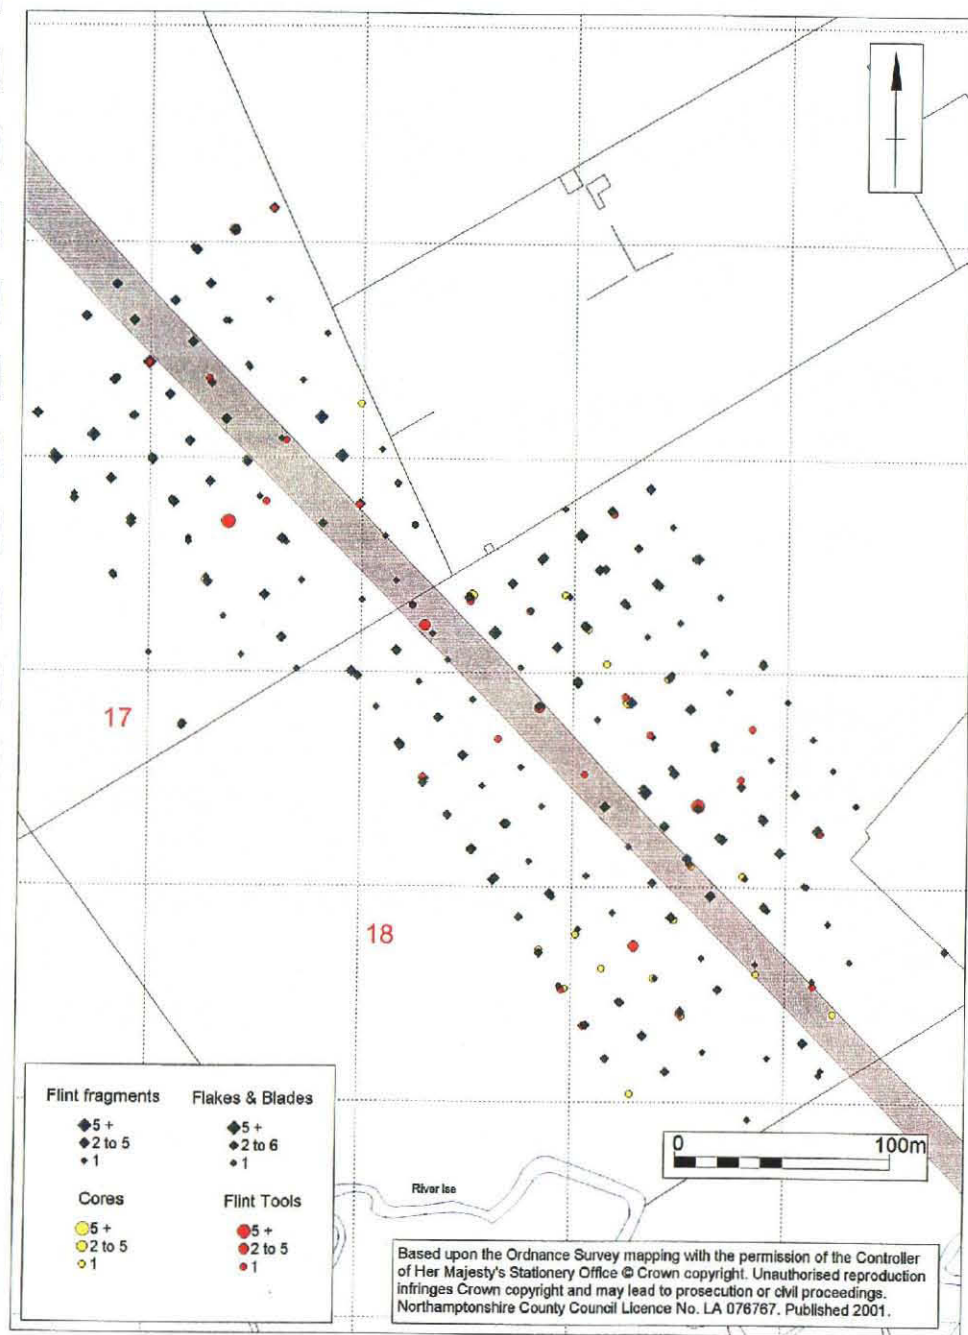 17
18
Flint fragments
5 +
2 to 5
1
Flakes & Blades
5 +
2 to 6
1
Cores
5 +
2 to 5
1
Flint Tools
5 +
2 to 5
1
0 100m
River Ise
Based upon the Ordnance Survey mapping with the permission of the Controller
of Her Majesty's Stationery Office © Crown copyright. Unauthorised reproduction
infringes Crown copyright and may lead to prosecution or civil proceedings.
Northamptonshire County Council Licence No. LA 076767. Published 2001.